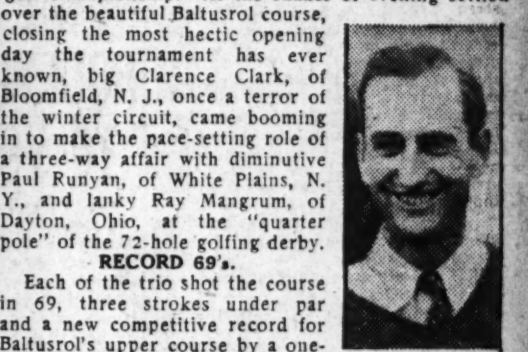 over the beautiful Baltusrol course,
closing the most hectic opening
day the tournament has ever
known, big Clarence Clark, of
Bloomfield, N. J., once a terror of
the winter circuit, came booming
in to make the pace-setting role of
a three-way affair with diminutive
Paul Runyan, of White Plains, N.
Y., and lanky Ray Mangrum, of
Dayton, Ohio, at the "quarter
pole" of the 72-hole golfing derby.
RECORD 69's.
Each of the trio shot the course
in 69, three strokes under par
and a new competitive record for
Baltusrol's upper course by a one-